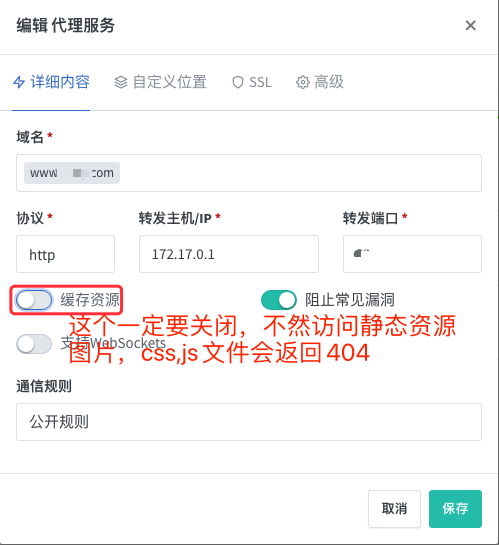 编辑 代理服务
详细内容 自定义位置 SSL 高级
域名 *
www com
协议 * 转发主机/IP * 转发端口 *
http 172.17.0.1
缓存资源 阻止常见漏洞
这个一定要关闭，不然访问静态资源
支持WebSockets
图片，css,js 文件会返回 404
通信规则
公开规则
取消 保存